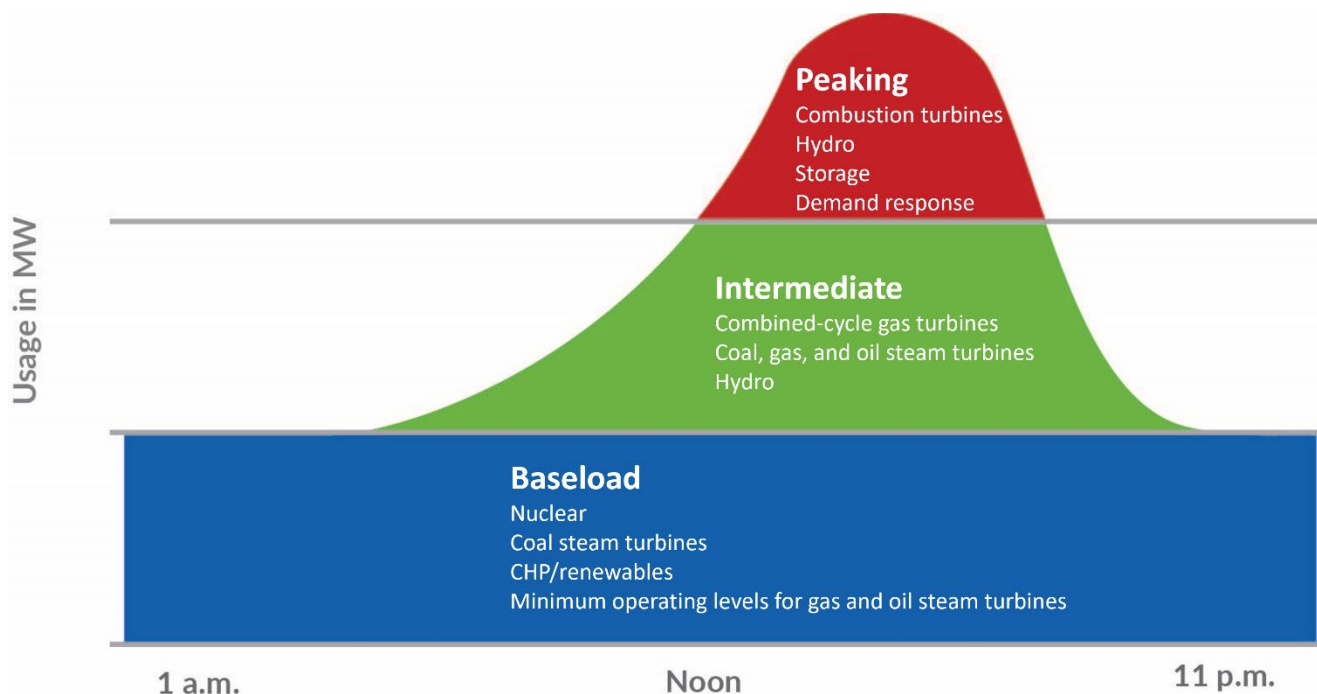 Peaking
Combustion turbines
Hydro
Storage
Demand response
Usage in MW
Intermediate
Combined-cycle gas turbines
Coal, gas, and oil steam turbines
Hydro
Baseload
Nuclear
Coal steam turbines
CHP/renewables
Minimum operating levels for gas and oil steam turbines
1 a.m.
Noon
11 p.m.